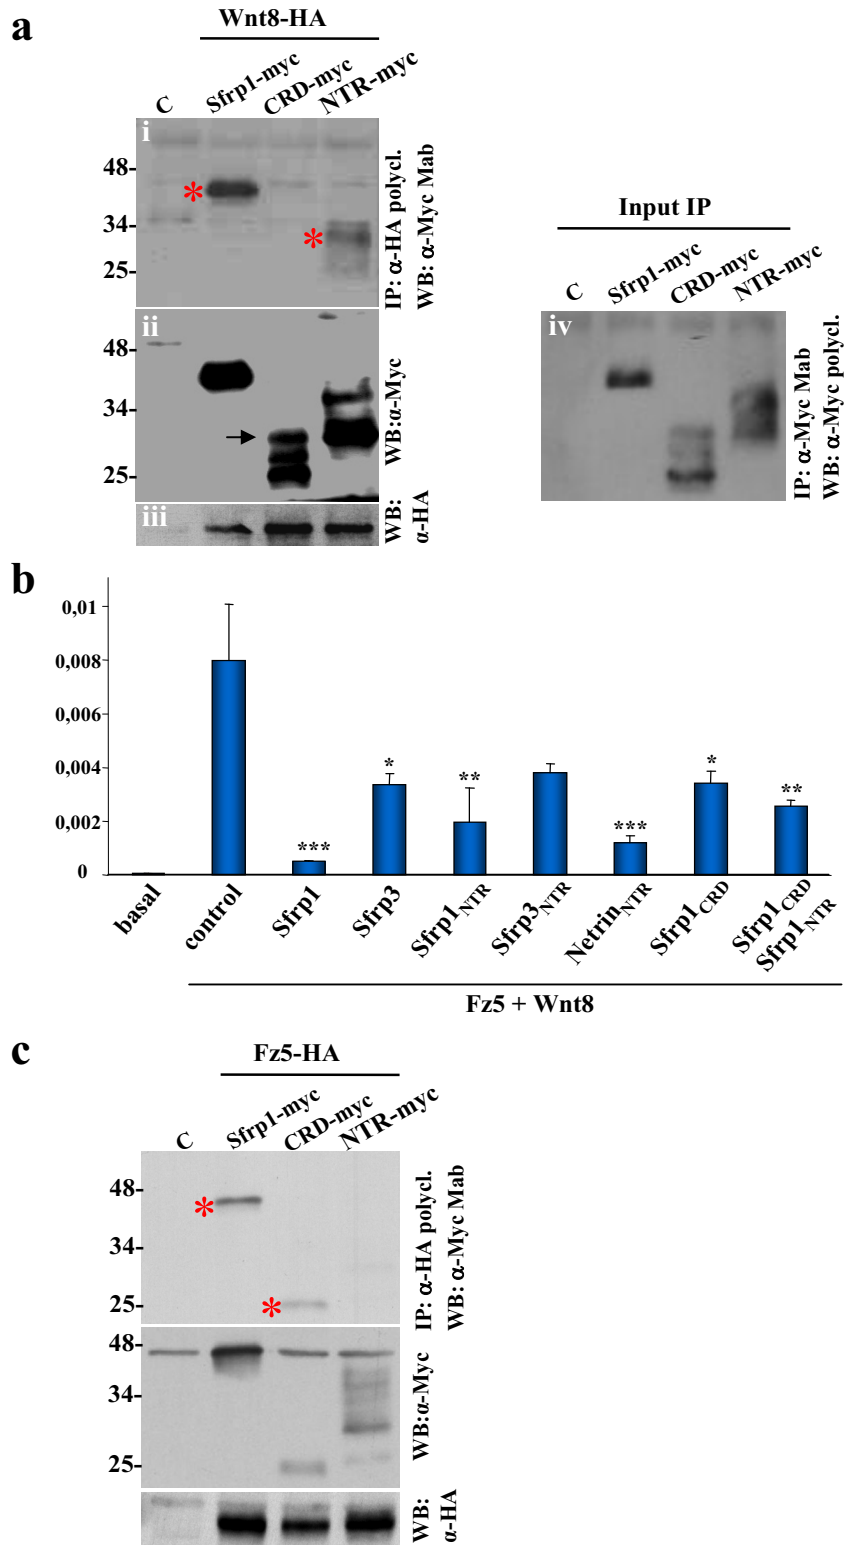 a
Wnt8-HA
C Sfrp1-myc CRD-myc NTR-myc
i
48-
34-
25-
*
*
IP: α-HA polycl.
WB: α-Myc Mab
ii
48-
34-
25-
WB:α-Myc
iii
WB:
α-HA
Input IP
C Sfrp1-myc CRD-myc NTR-myc
iv
IP: α-Myc Mab
WB: α-Myc polycl.
b
0,01
0,008
0,006
0,004
0,002
0
*** * ** *** * **
basal control Sfrp1 Sfrp3 Sfrp1NTR Sfrp3NTR NetrinNTR Sfrp1CRD Sfrp1CRD
Sfrp1NTR
Fz5 + Wnt8
c
Fz5-HA
C Sfrp1-myc CRD-myc NTR-myc
48-
34-
25-
*
*
IP: α-HA polycl.
WB: α-Myc Mab
48-
34-
25-
WB:α-Myc
WB:
α-HA